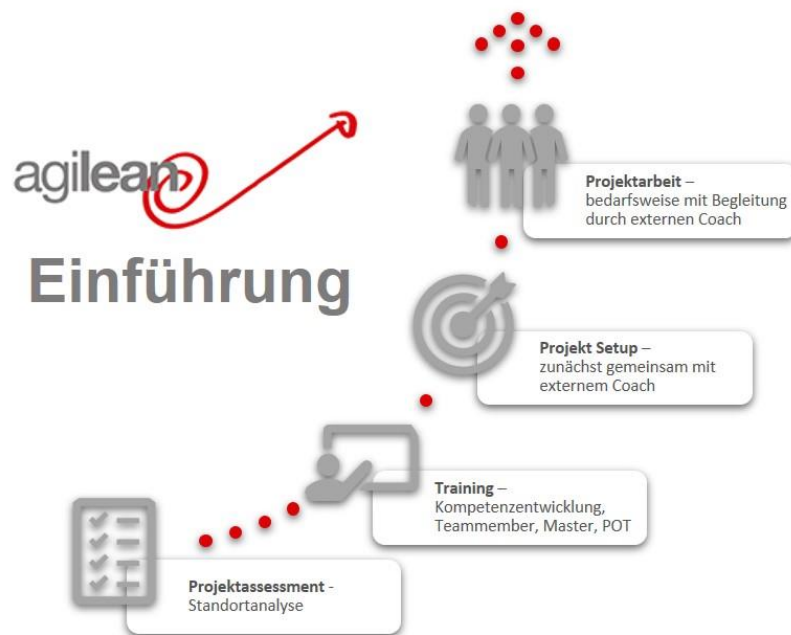 agilean
Einführung
Projektarbeit –
bedarfsweise mit Begleitung
durch externen Coach
Projekt Setup –
zunächst gemeinsam mit
externem Coach
Training –
Kompetenzentwicklung,
Teammember, Master, POT
Projektassessment -
Standortanalyse